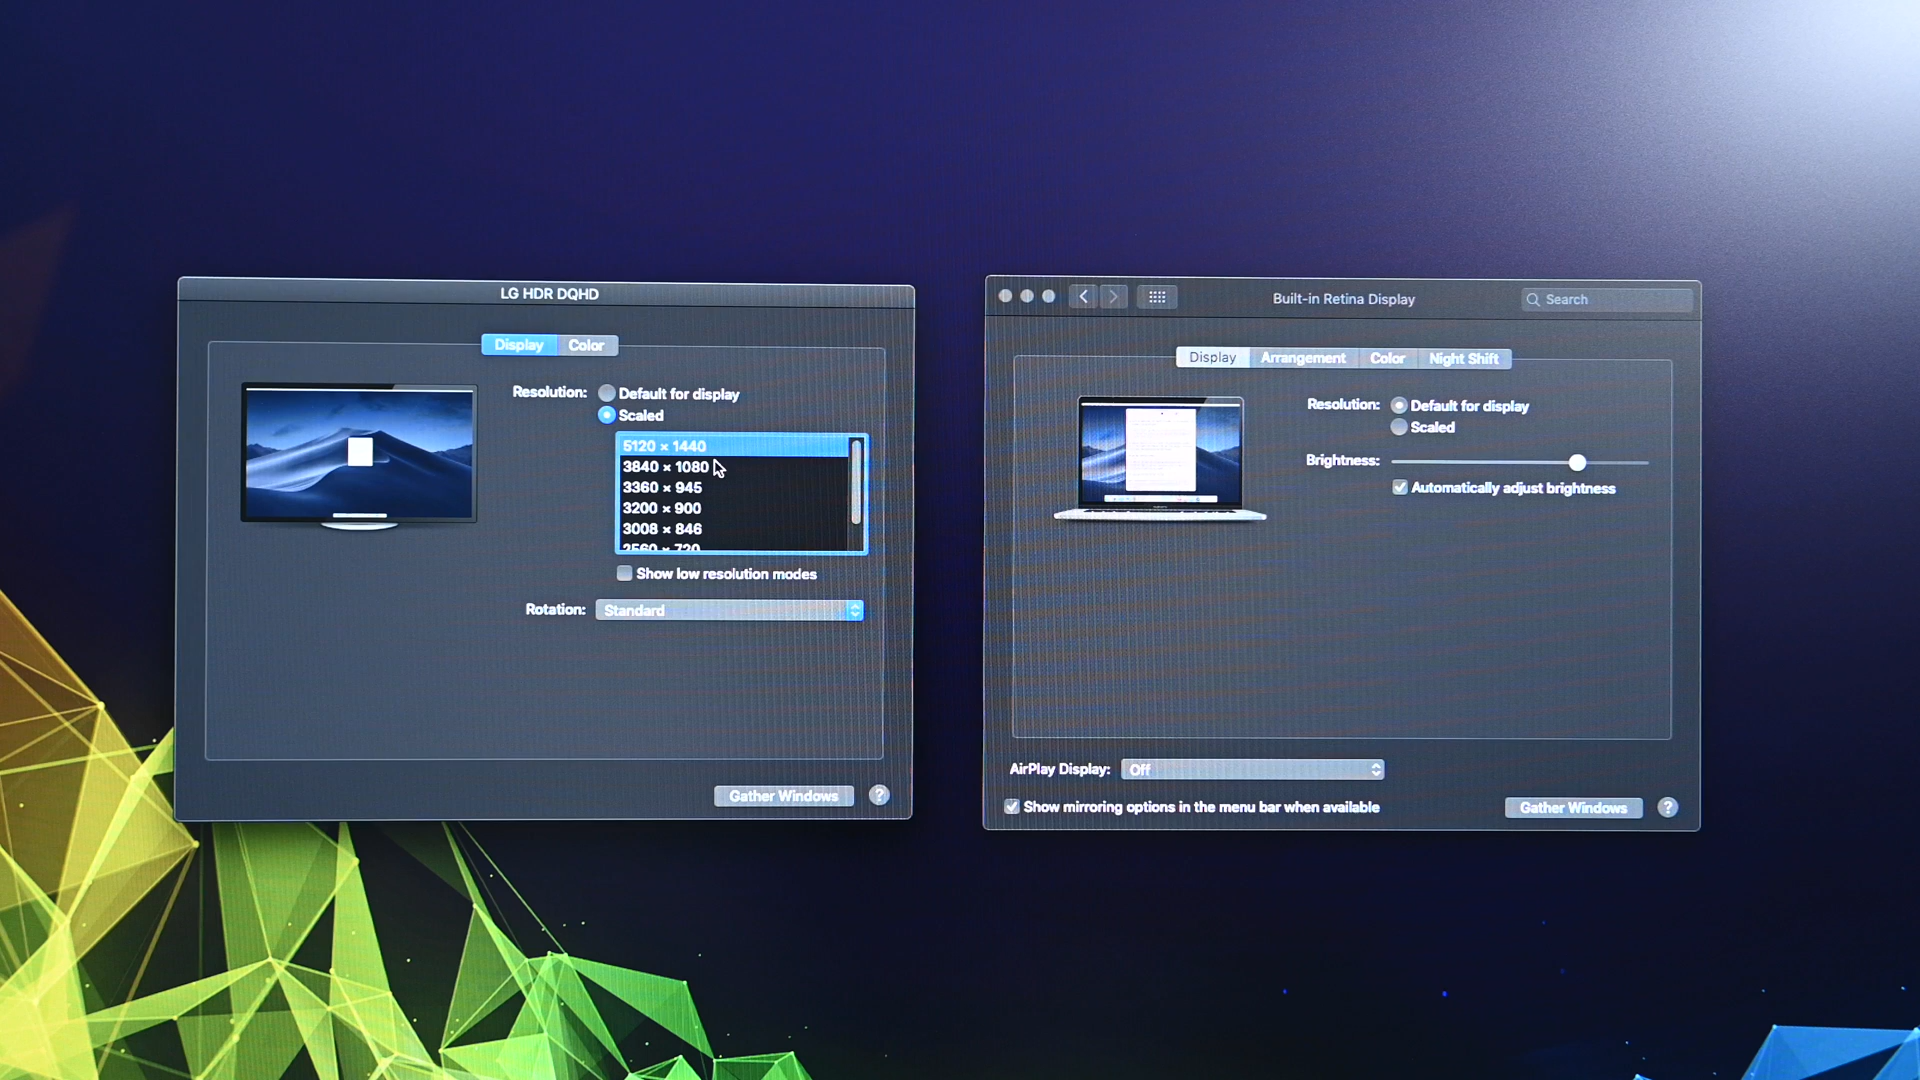 LG HDR DQHD
Display Color
Resolution: Default for display
Scaled
5120 × 1440
3840 × 1080
3360 × 945
3200 × 900
3008 × 846
2560 × 720
Show low resolution modes
Rotation: Standard
Gather Windows ?
Built-in Retina Display
Search
Display Arrangement Color Night Shift
Resolution: Default for display
Scaled
Brightness:
Automatically adjust brightness
AirPlay Display: Off
Show mirroring options in the menu bar when available
Gather Windows ?